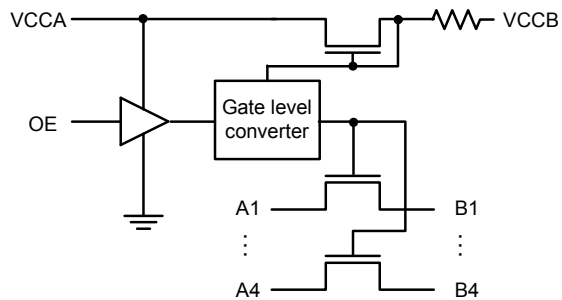 VCCA
VCCB
Gate level
converter
OE
A1
B1
A4
B4